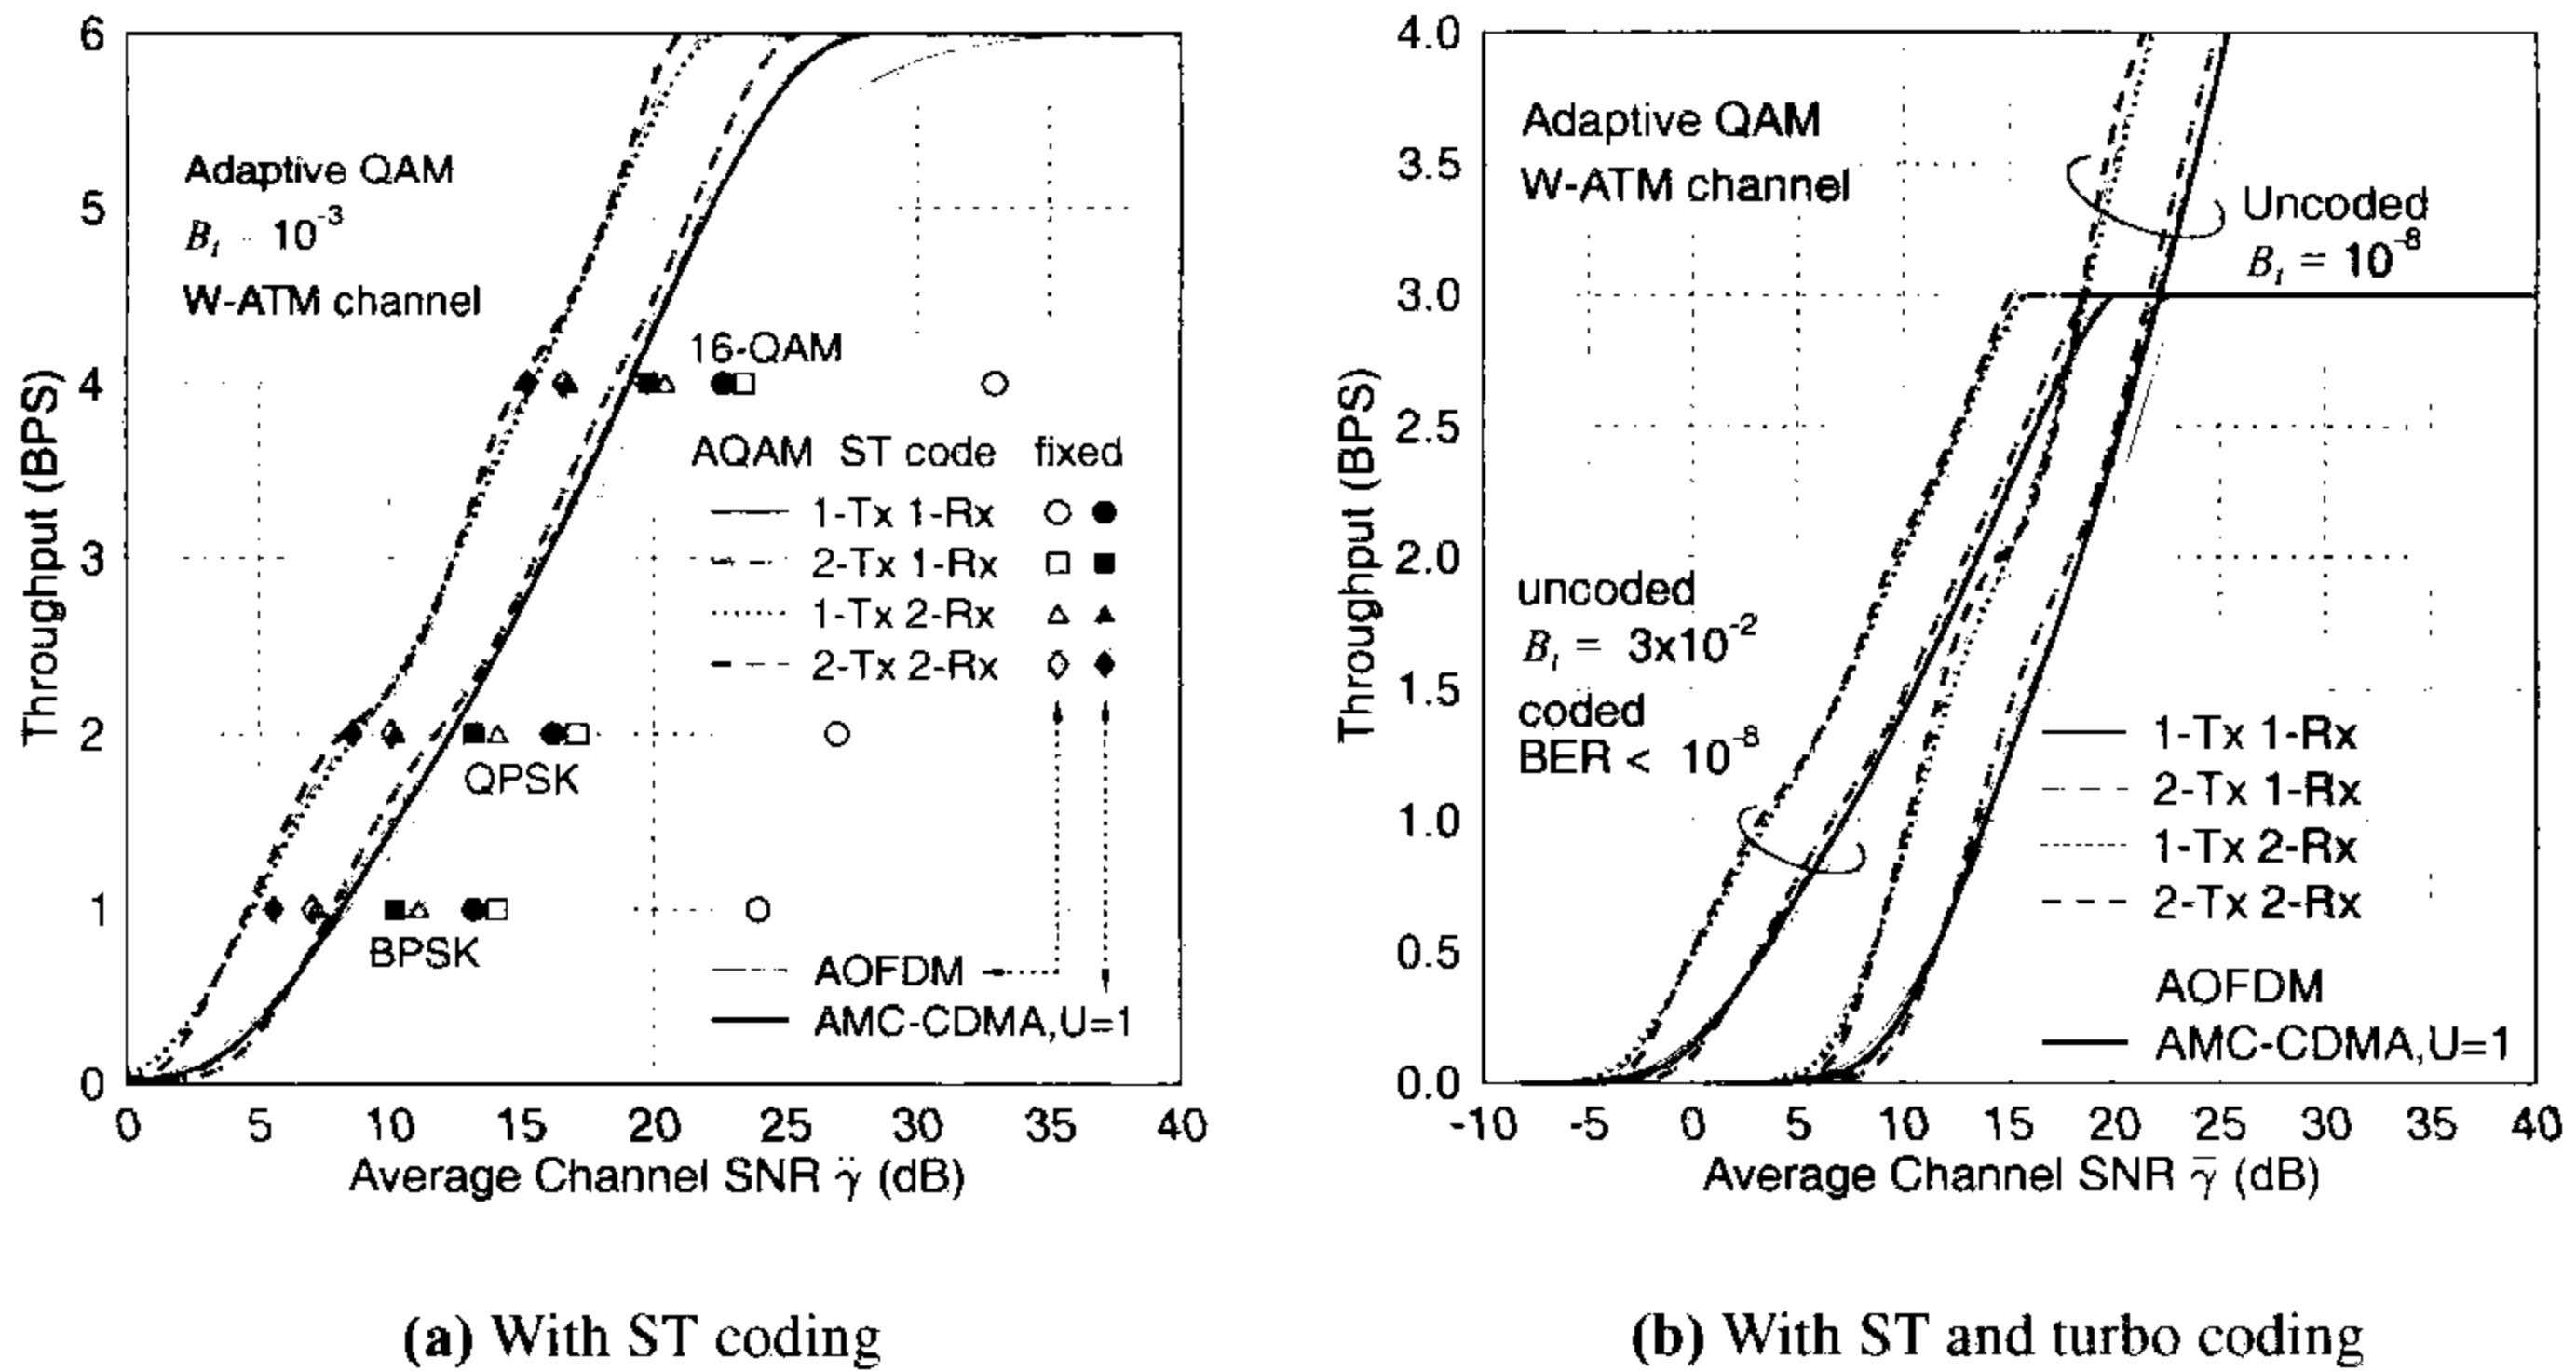 6
5
4
3
2
1
0
Throughput (BPS)
Adaptive QAM
B_t = 10^-3
W-ATM channel
16-QAM
AQAM ST code fixed
1-Tx 1-Rx
2-Tx 1-Rx
1-Tx 2-Rx
2-Tx 2-Rx
QPSK
BPSK
AOFDM
AMC-CDMA,U=1
0 5 10 15 20 25 30 35 40
Average Channel SNR γ̄ (dB)
(a) With ST coding
4.0
3.5
3.0
2.5
2.0
1.5
1.0
0.5
0.0
Throughput (BPS)
Adaptive QAM
W-ATM channel
Uncoded
B_t = 10^-8
uncoded
B_t = 3x10^-2
coded
BER < 10^-8
1-Tx 1-Rx
2-Tx 1-Rx
1-Tx 2-Rx
2-Tx 2-Rx
AOFDM
AMC-CDMA,U=1
-10 -5 0 5 10 15 20 25 30 35 40
Average Channel SNR γ̄ (dB)
(b) With ST and turbo coding